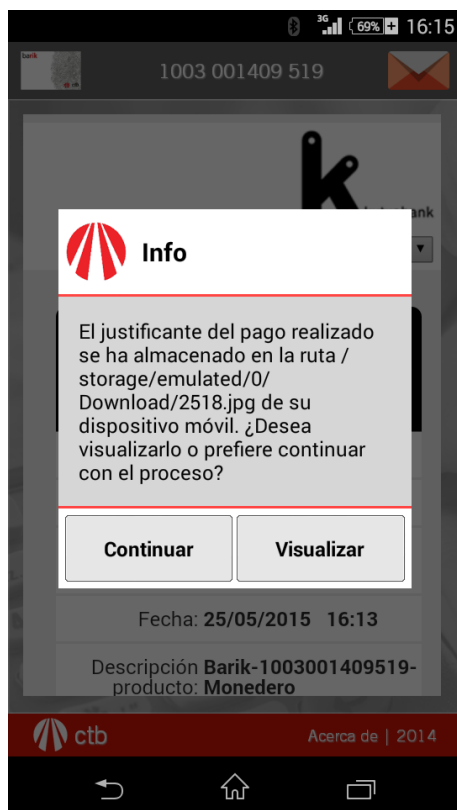 3G 69% 16:15
barik
1003 001409 519
k
bank
Info
El justificante del pago realizado
se ha almacenado en la ruta /
storage/emulated/0/
Download/2518.jpg de su
dispositivo móvil. ¿Desea
visualizarlo o prefiere continuar
con el proceso?
Continuar Visualizar
Fecha: 25/05/2015 16:13
Descripción Barik-1003001409519-
producto: Monedero
ctb Acerca de | 2014